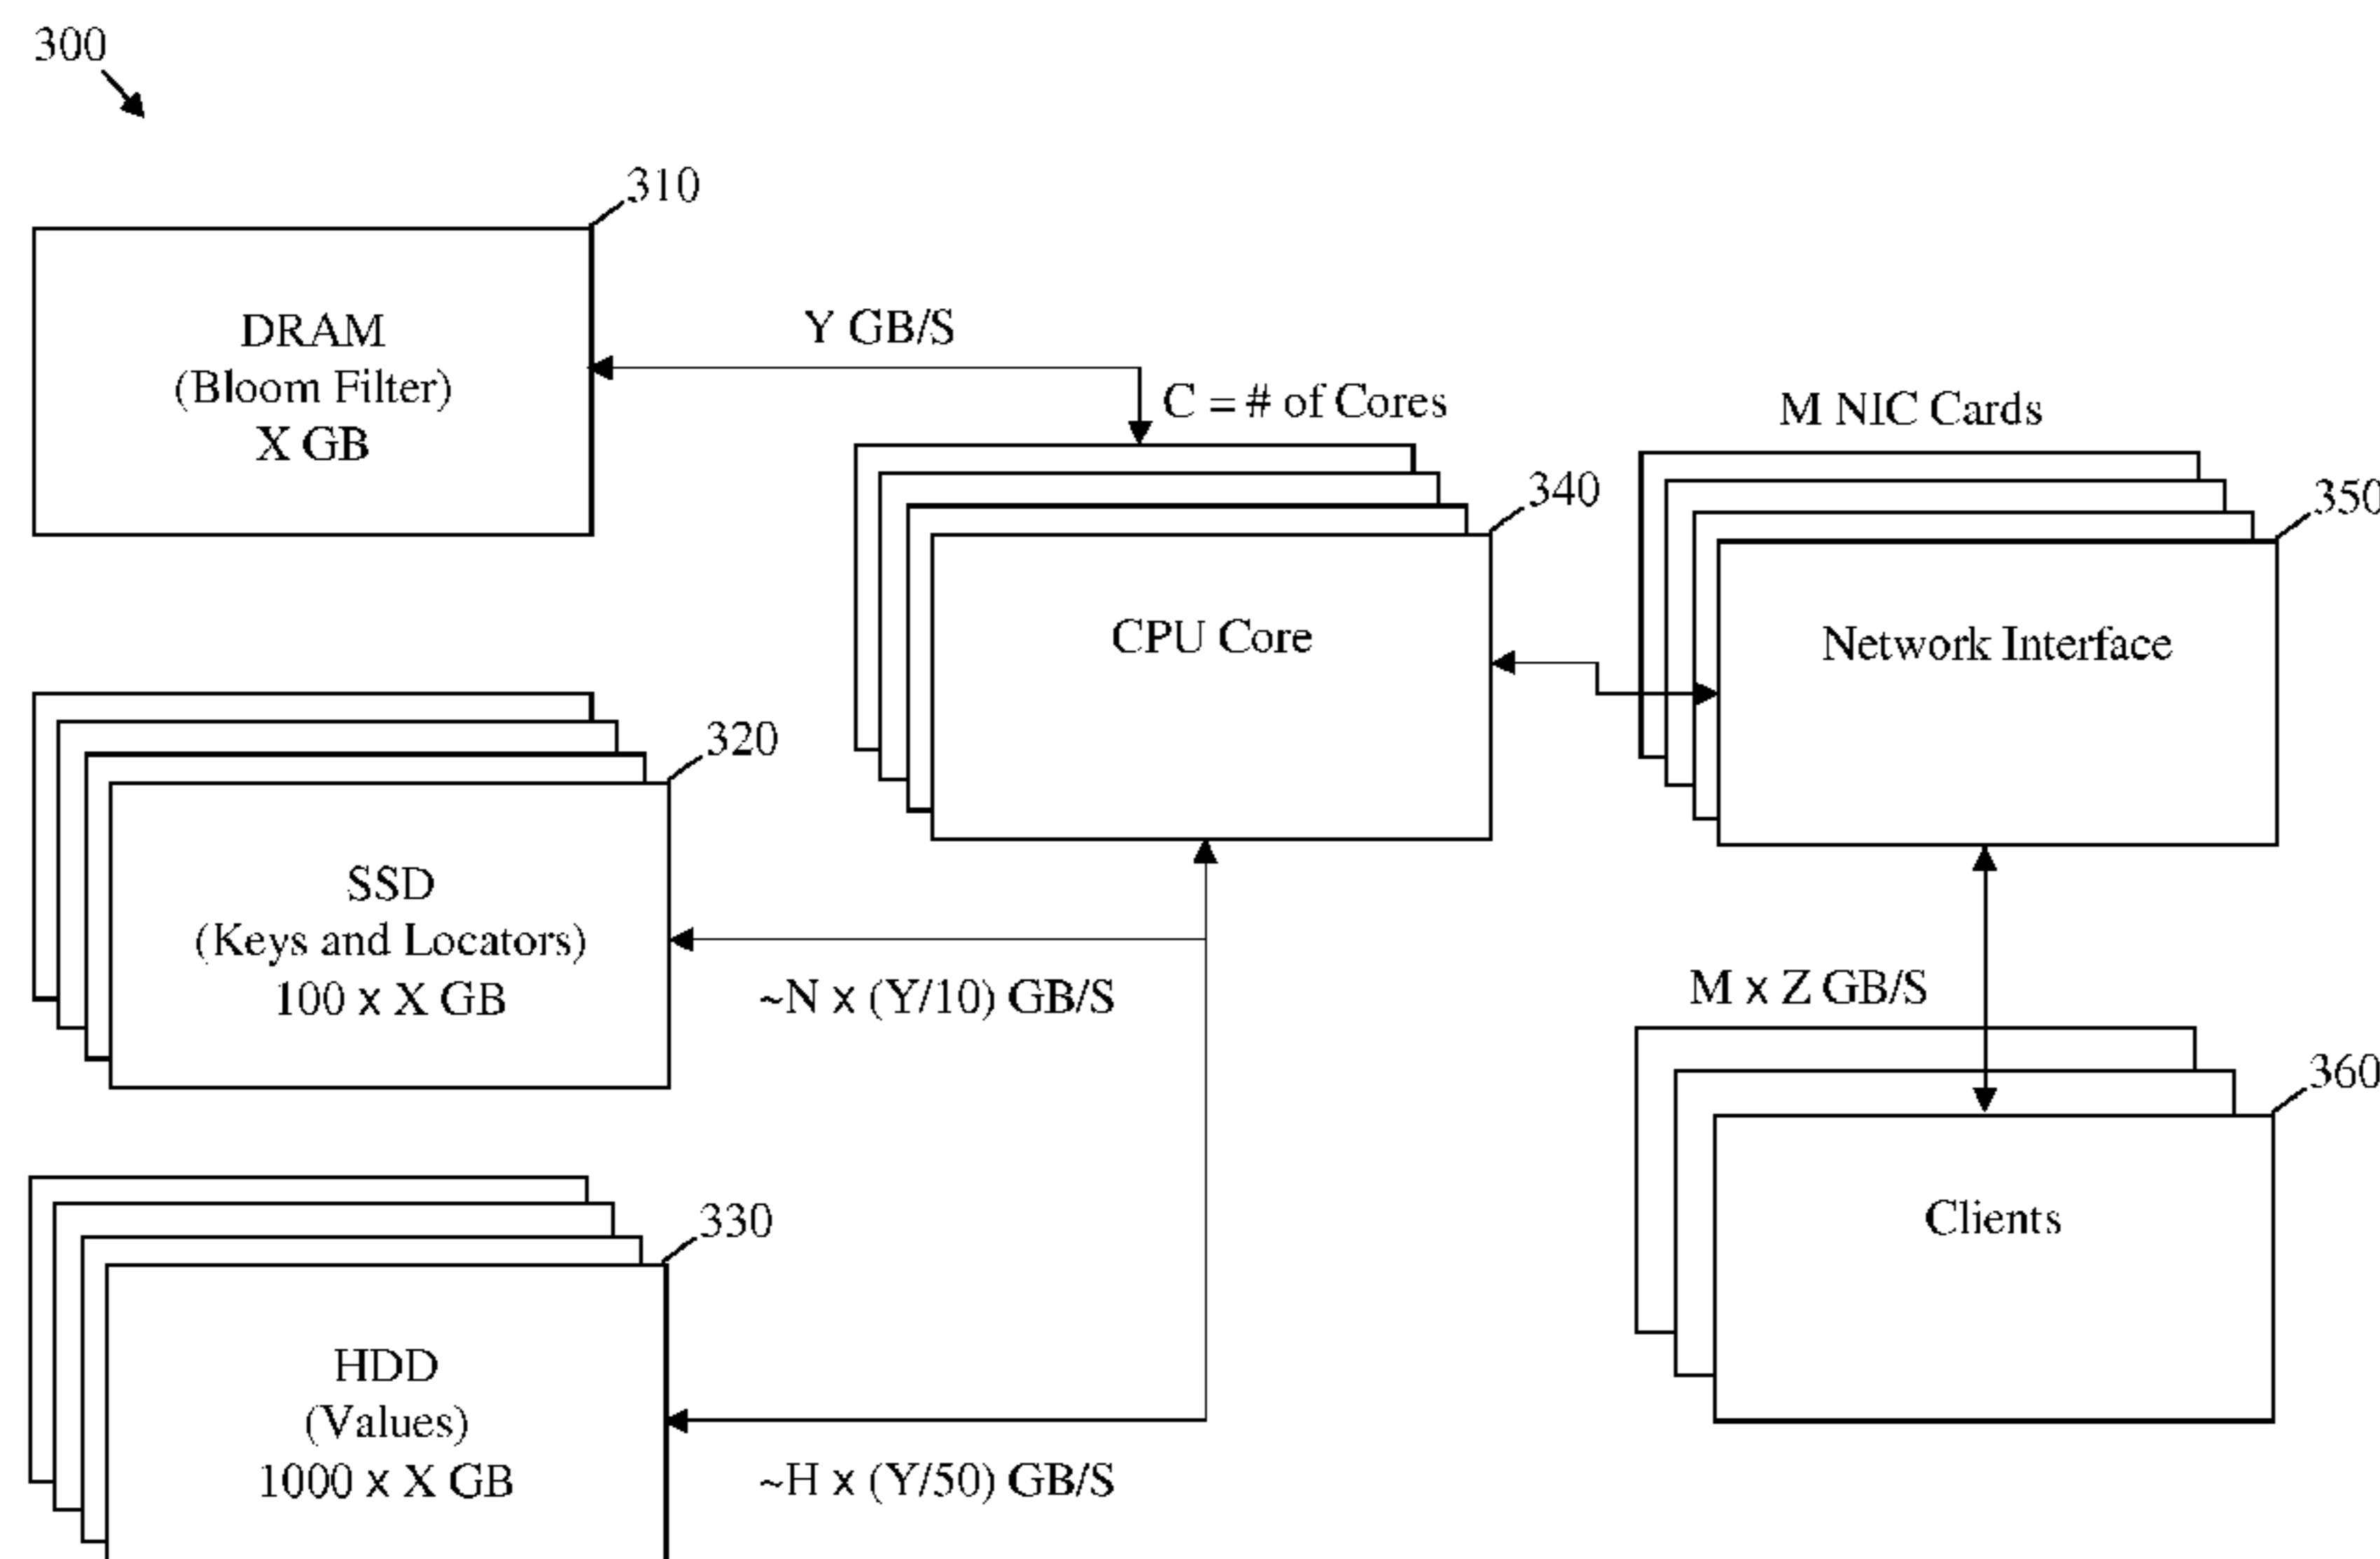 300
310
DRAM
(Bloom Filter)
X GB
Y GB/S
C = # of Cores
340
CPU Core
M NIC Cards
350
Network Interface
320
SSD
(Keys and Locators)
100 x X GB
~N x (Y/10) GB/S
M x Z GB/S
360
Clients
330
HDD
(Values)
1000 x X GB
~H x (Y/50) GB/S